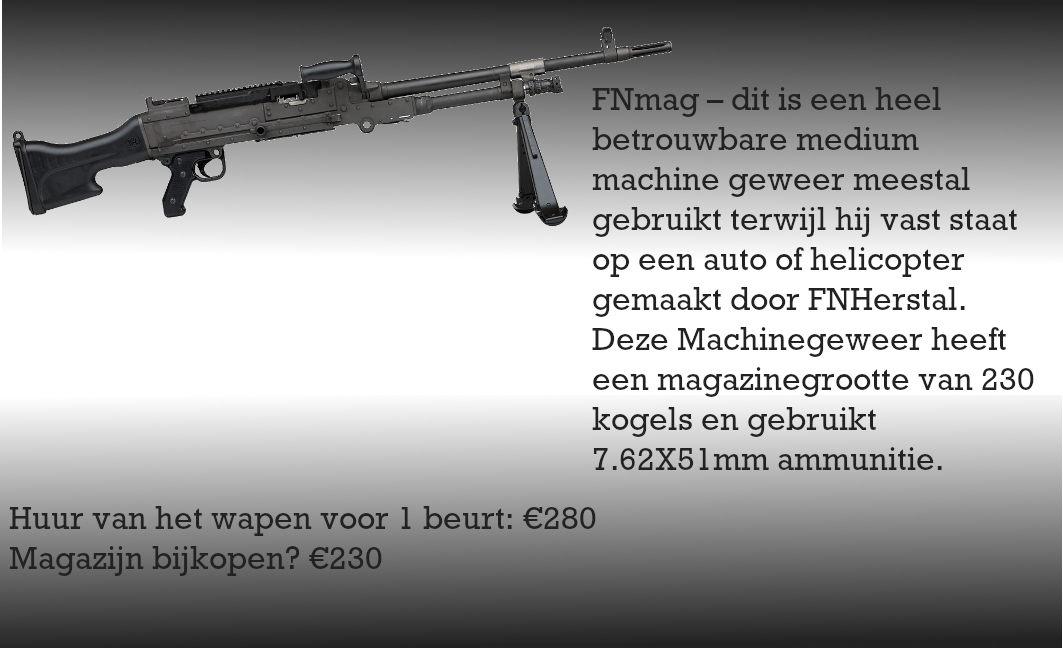 FNmag – dit is een heel
betrouwbare medium
machine geweer meestal
gebruikt terwijl hij vast staat
op een auto of helicopter
gemaakt door FNHerstal.
Deze Machinegeweer heeft
een magazinegrootte van 230
kogels en gebruikt
7.62X51mm ammunitie.
Huur van het wapen voor 1 beurt: €280
Magazijn bijkopen? €230